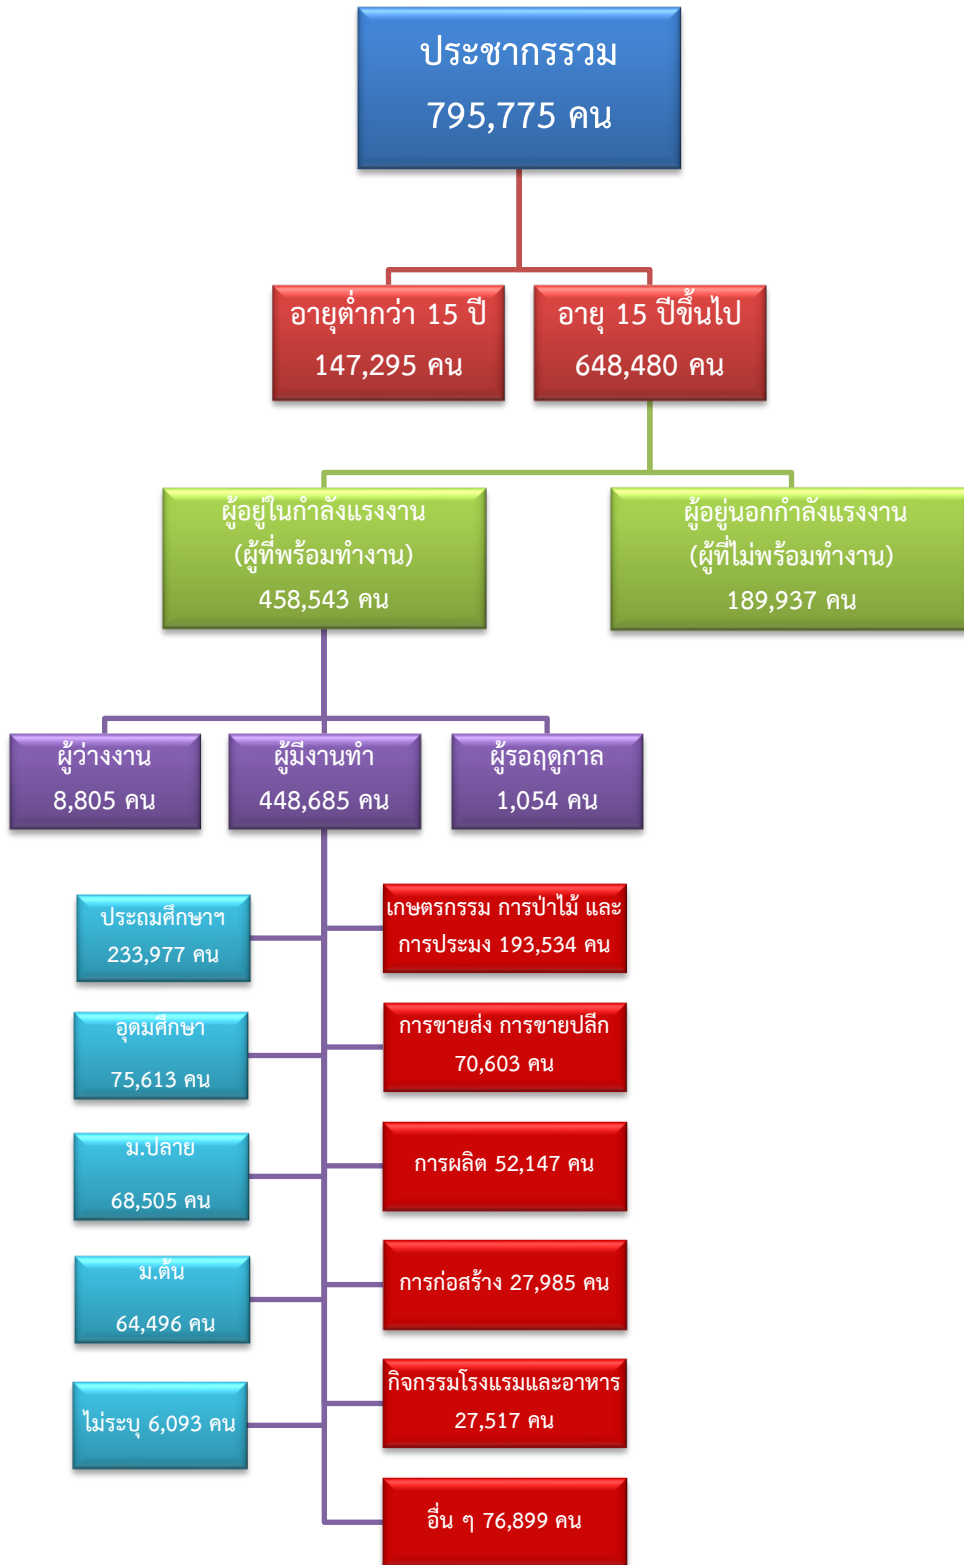 ประชากรรวม
795,775 คน
อายุต่ำกว่า 15 ปี
147,295 คน
อายุ 15 ปีขึ้นไป
648,480 คน
ผู้อยู่ในกำลังแรงงาน
(ผู้ที่พร้อมทำงาน)
458,543 คน
ผู้อยู่นอกกำลังแรงงาน
(ผู้ที่ไม่พร้อมทำงาน)
189,937 คน
ผู้ว่างงาน
8,805 คน
ผู้มีงานทำ
448,685 คน
ผู้รอฤดูกาล
1,054 คน
ประถมศึกษาฯ
233,977 คน
อุดมศึกษา
75,613 คน
ม.ปลาย
68,505 คน
ม.ต้น
64,496 คน
ไม่ระบุ 6,093 คน
เกษตรกรรม การป่าไม้ และ
การประมง 193,534 คน
การขายส่ง การขายปลีก
70,603 คน
การผลิต 52,147 คน
การก่อสร้าง 27,985 คน
กิจกรรมโรงแรมและอาหาร
27,517 คน
อื่น ๆ 76,899 คน